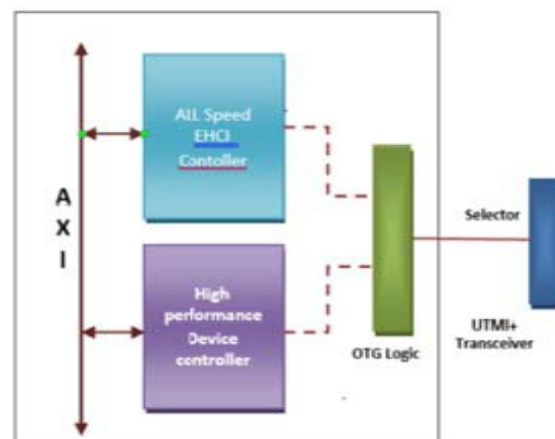 ALL Speed
EHCI
Contoller
A
X
I
High
performance
Device
controller
OTG Logic
Selector
UTMI+
Transceiver